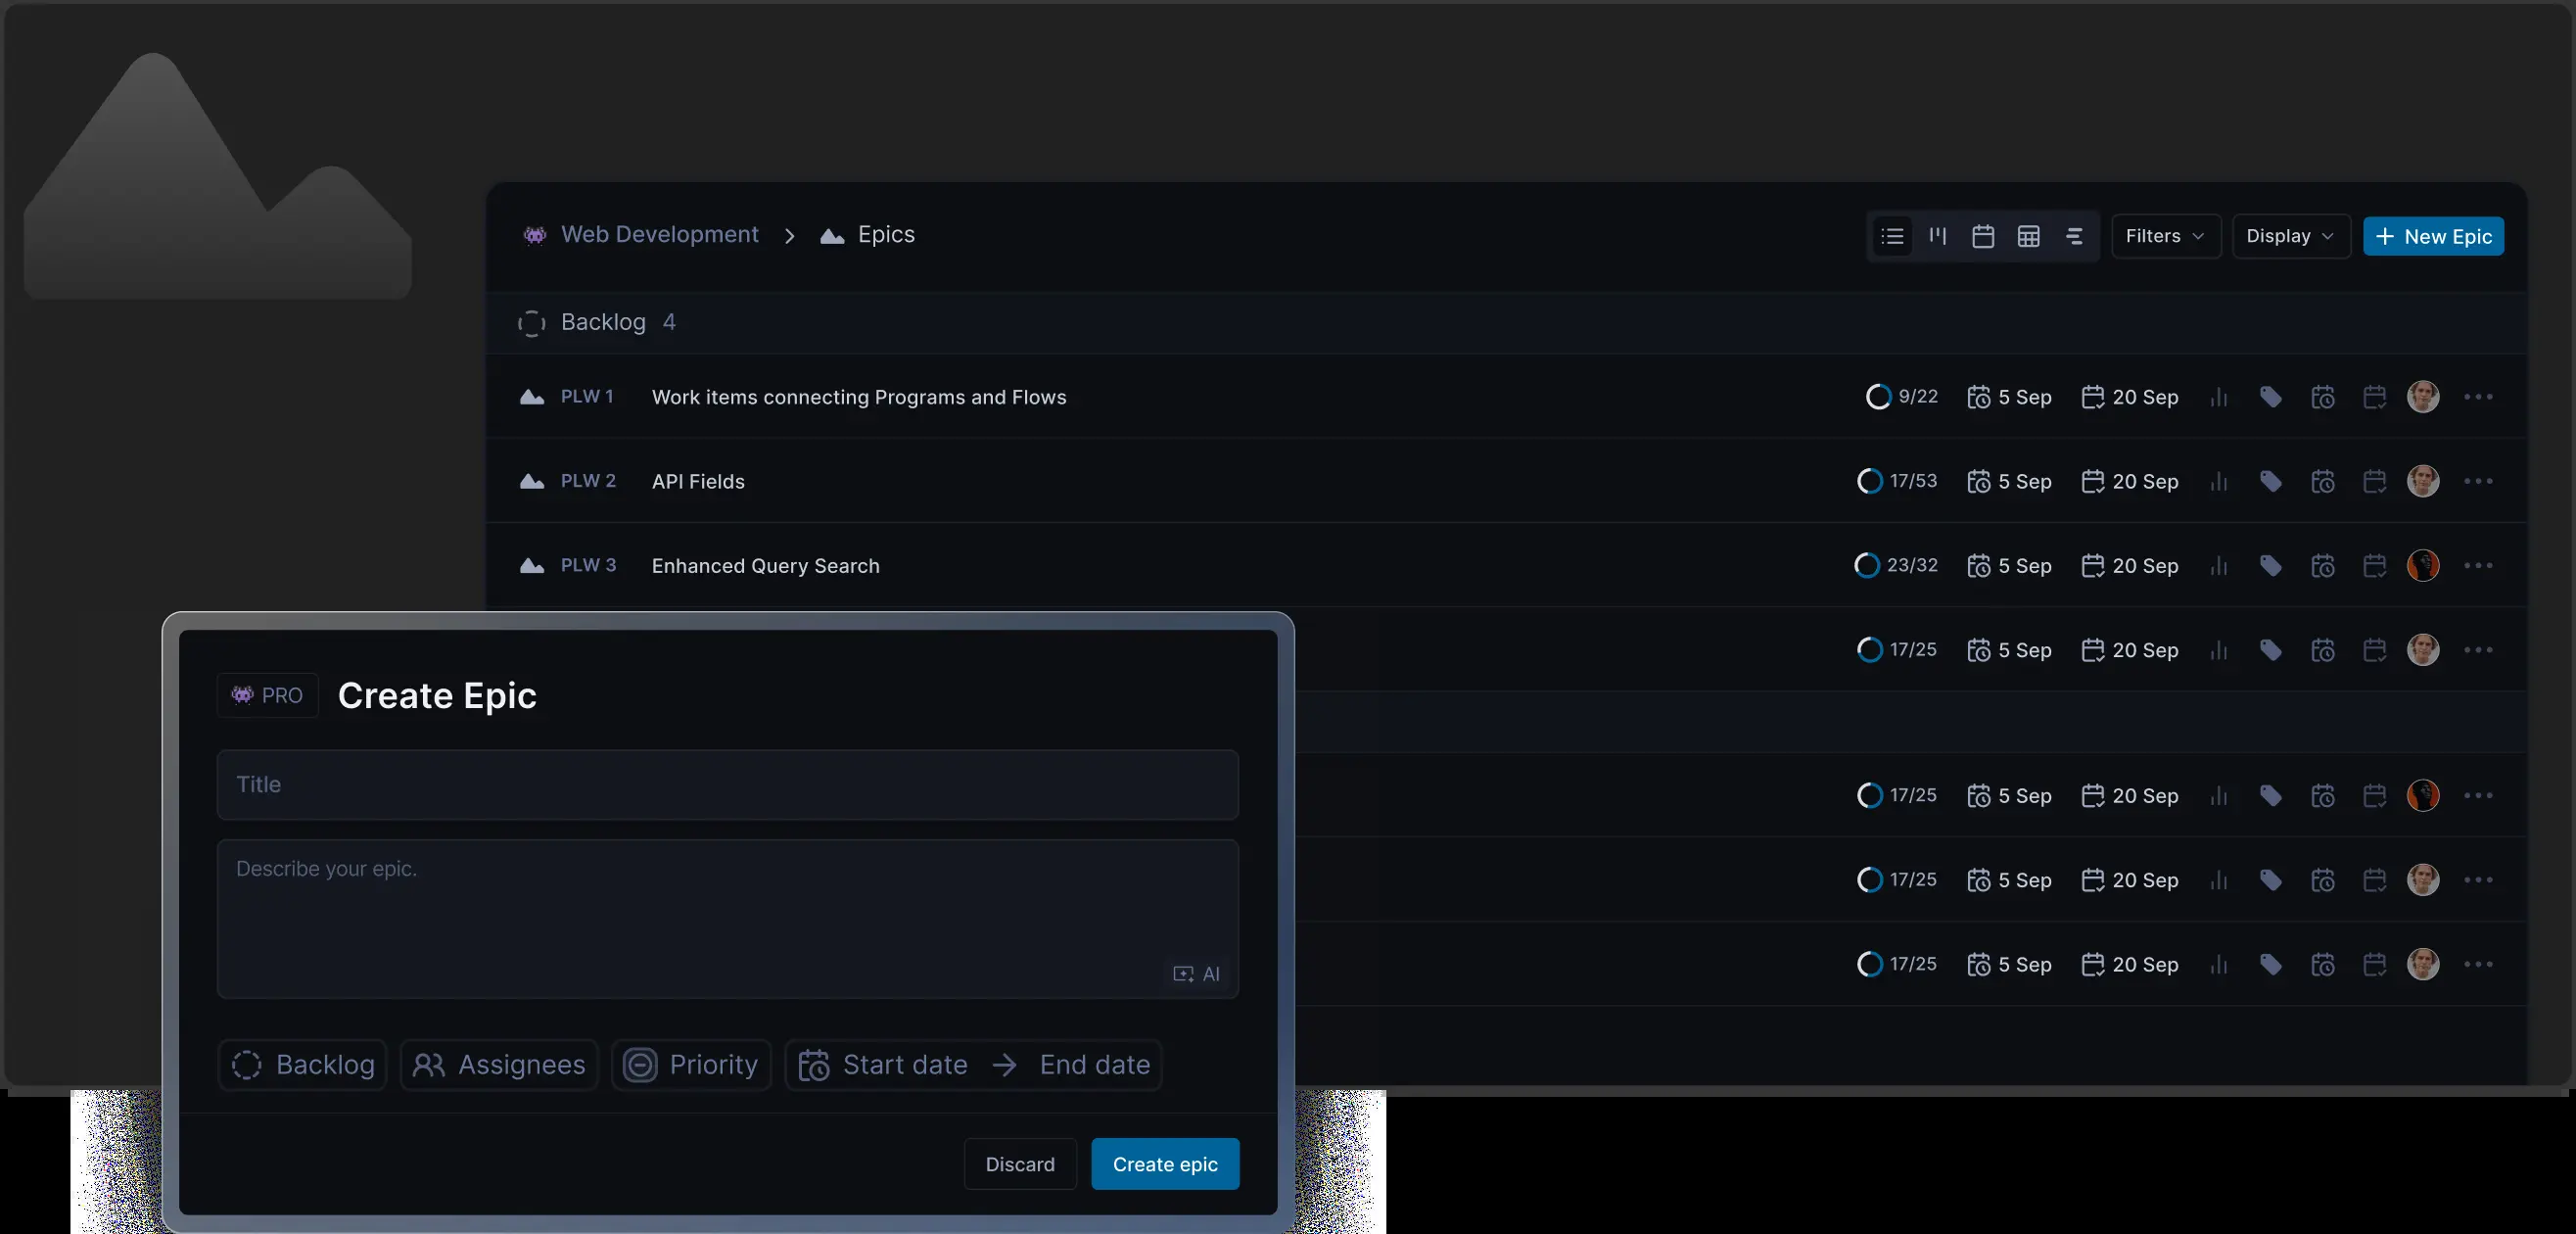 Web Development > Epics Filters Display + New Epic
Backlog 4
PLW 1 Work items connecting Programs and Flows 9/22 5 Sep 20 Sep
PLW 2 API Fields 17/53 5 Sep 20 Sep
PLW 3 Enhanced Query Search 23/32 5 Sep 20 Sep
17/25 5 Sep 20 Sep
17/25 5 Sep 20 Sep
17/25 5 Sep 20 Sep
17/25 5 Sep 20 Sep
PRO Create Epic
Title
Describe your epic.
AI
Backlog Assignees Priority Start date → End date
Discard Create epic